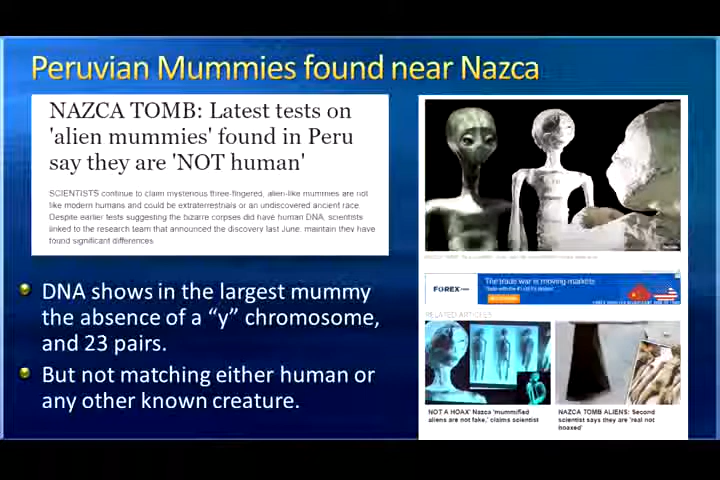 Peruvian Mummies found near Nazca
NAZCA TOMB: Latest tests on
'alien mummies' found in Peru
say they are 'NOT human'
SCIENTISTS continue to claim mysterious three-fingered, alien-like mummies are not
like modern humans and could be extraterrestrials or an undiscovered ancient race.
Despite earlier tests suggesting the bizarre corpses did have human DNA, scientists
linked to the research team that announced the discovery last June, maintain they have
found significant differences.
DNA shows in the largest mummy
the absence of a “y” chromosome,
and 23 pairs.
But not matching either human or
any other known creature.
FOREX.com
The trade war is moving markets
RELATED ARTICLES
NOT A HOAX' Nazca 'mummified
aliens are not fake,' claims scientist
NAZCA TOMB ALIENS: Second
scientist says they are 'real not
hoaxed'